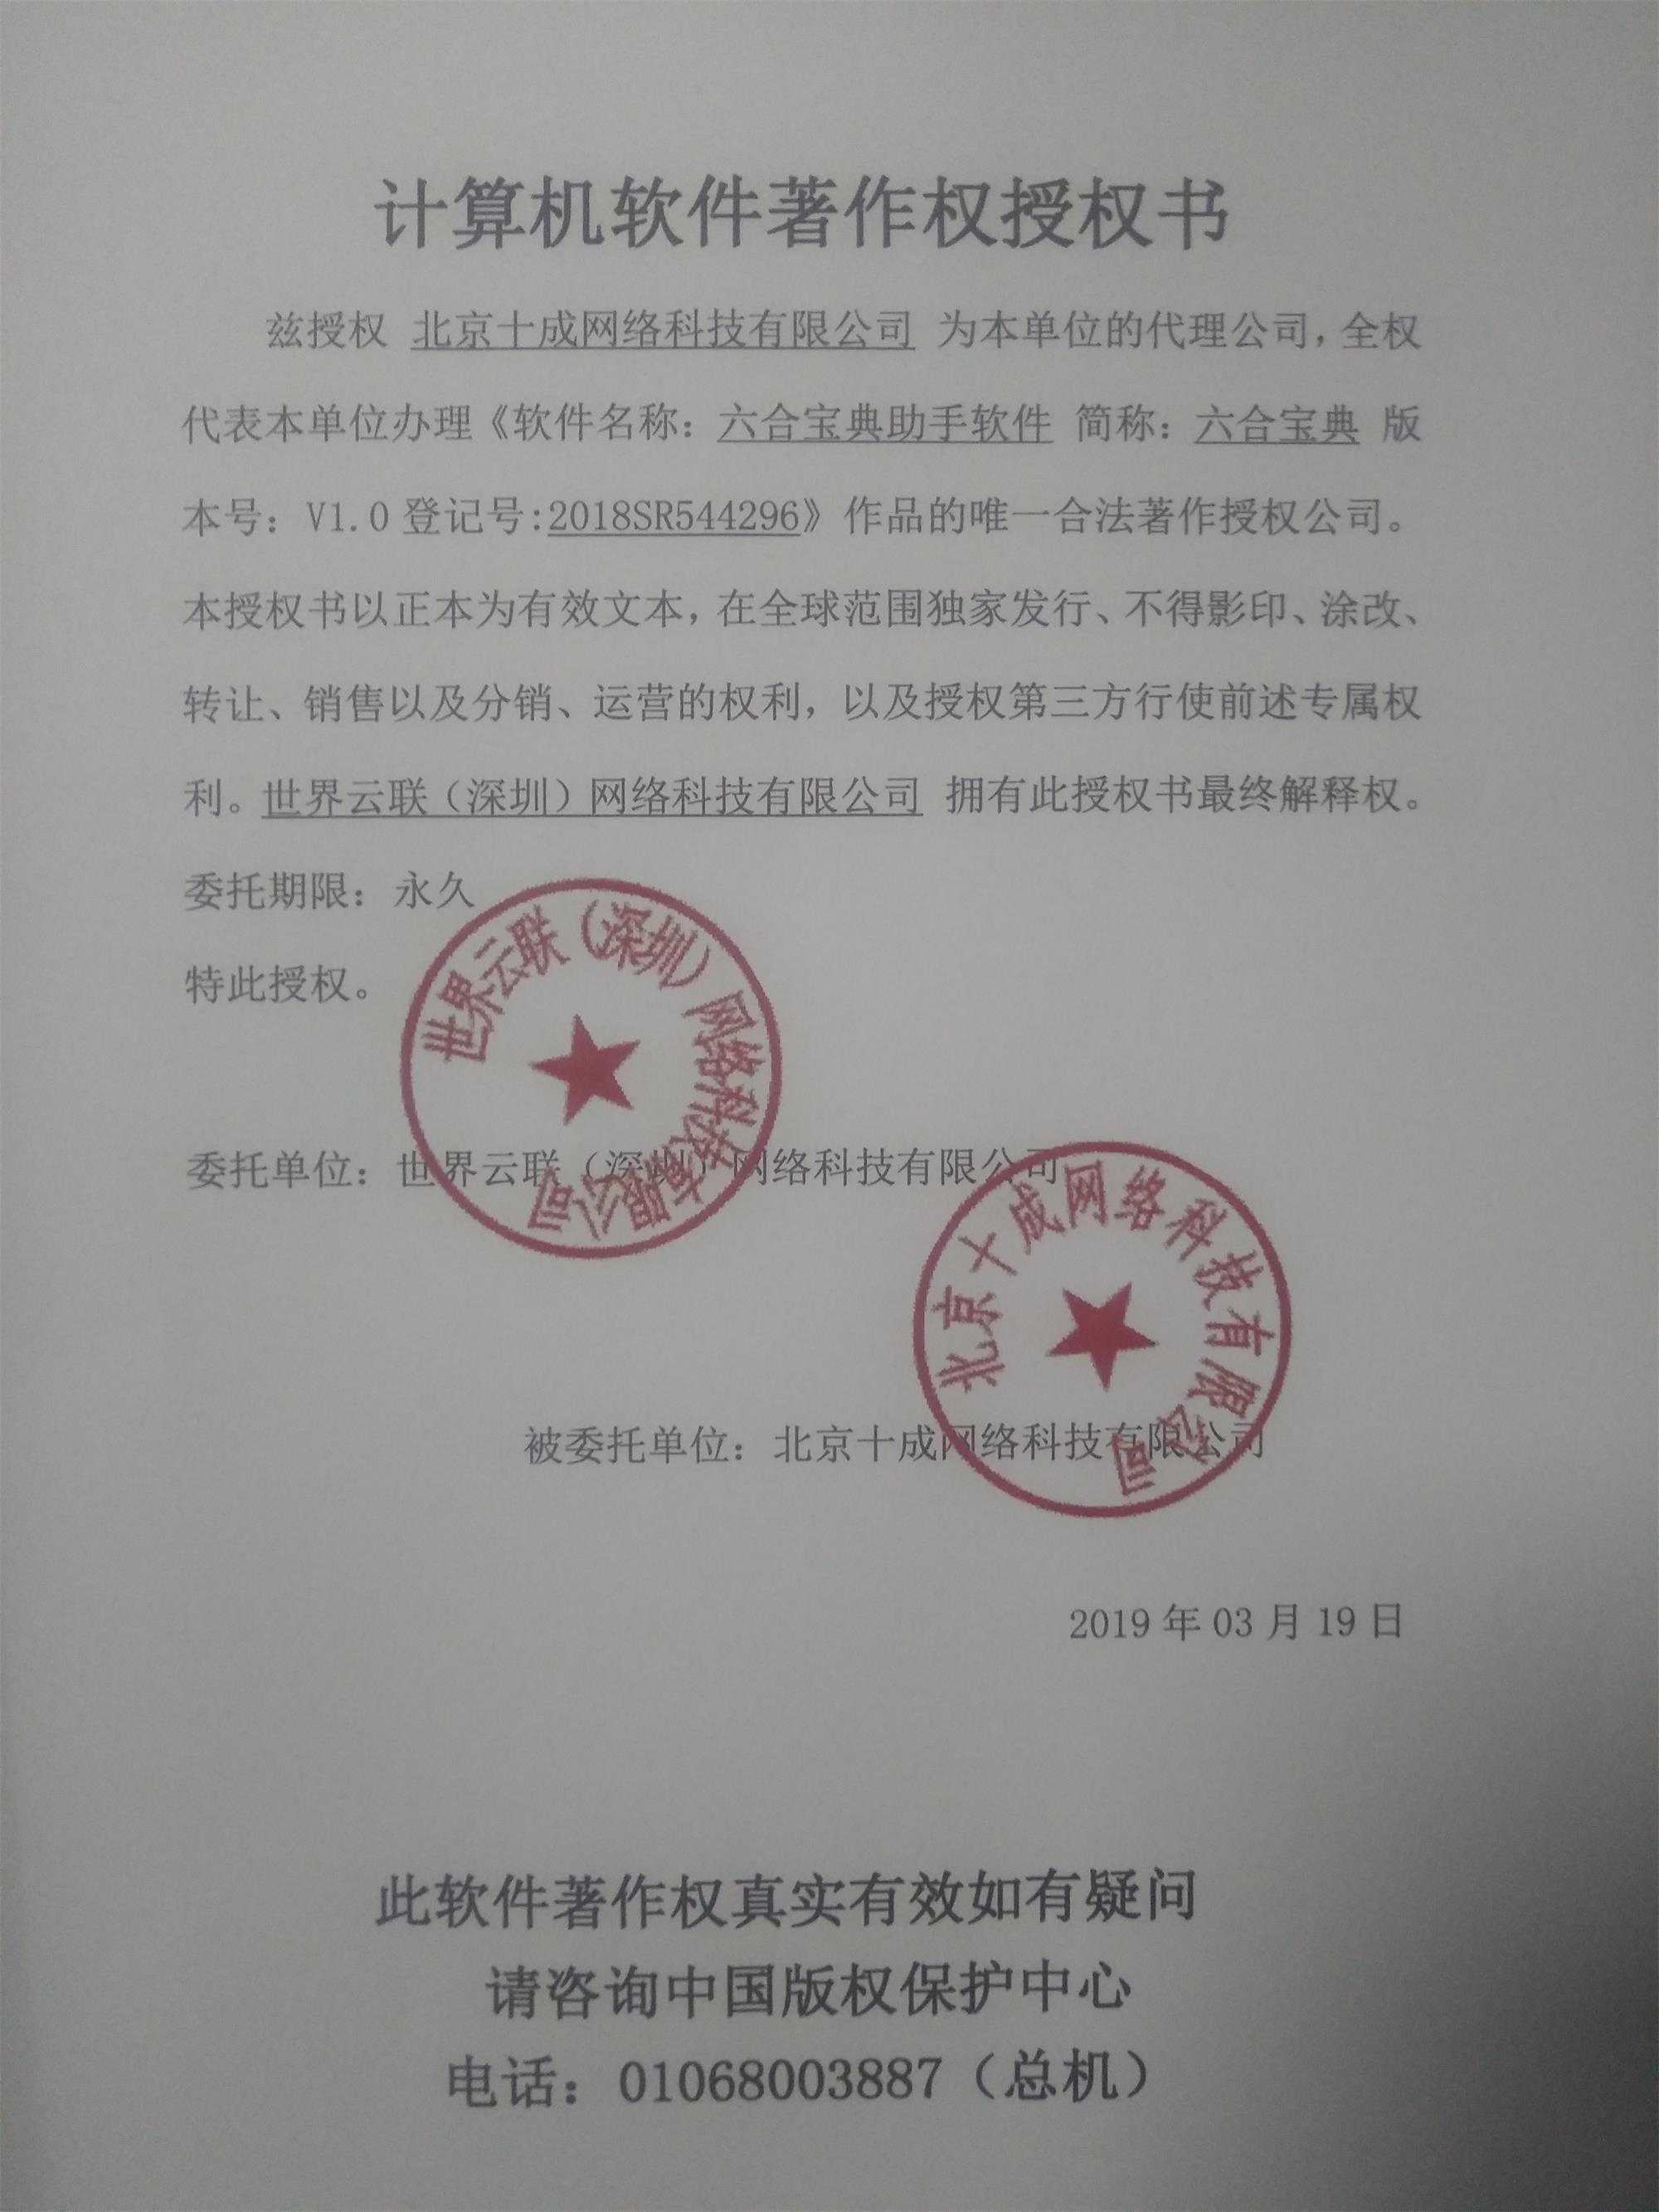 计算机软件著作权授权书
兹授权 北京十成网络科技有限公司 为本单位的代理公司，全权
代表本单位办理《软件名称：六合宝典助手软件 简称：六合宝典 版
本号：V1.0 登记号:2018SR544296》作品的唯一合法著作授权公司。
本授权书以正本为有效文本，在全球范围独家发行、不得影印、涂改、
转让、销售以及分销、运营的权利，以及授权第三方行使前述专属权
利。世界云联（深圳）网络科技有限公司 拥有此授权书最终解释权。
委托期限：永久
特此授权。
世界云联（深圳）网络科技有限公司
委托单位：世界云联（深圳）网络科技有限公司
北京十成网络科技有限公司
被委托单位：北京十成网络科技有限公司
2019 年 03 月 19 日
此软件著作权真实有效如有疑问
请咨询中国版权保护中心
电话：01068003887（总机）